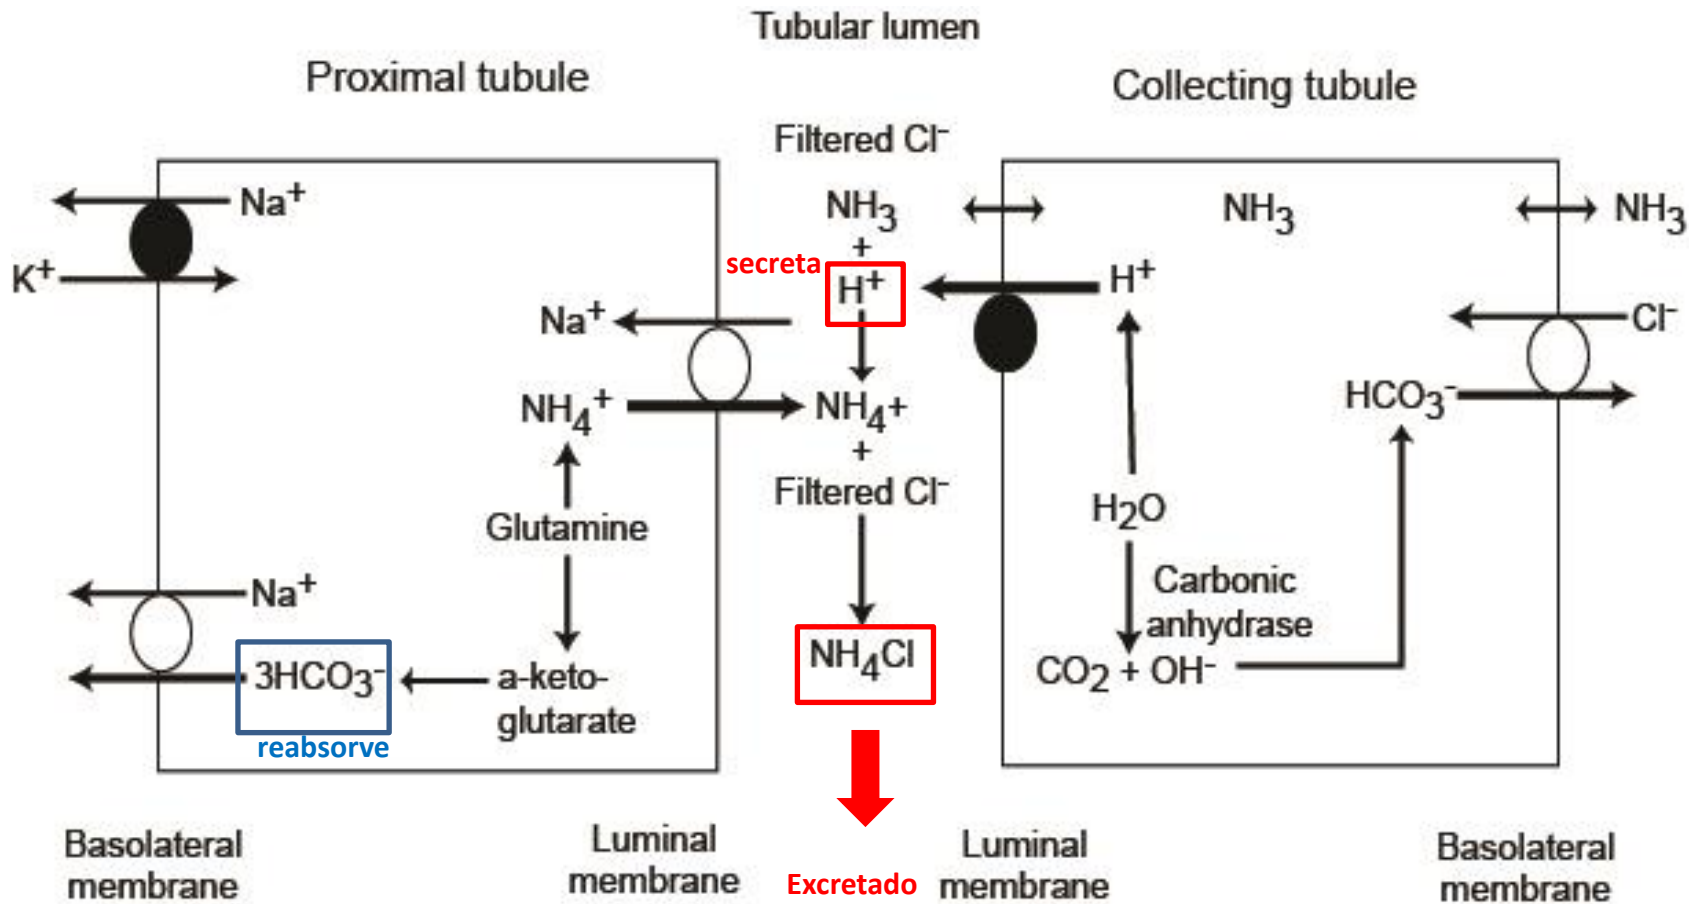 Tubular lumen
Proximal tubule
Collecting tubule
Filtered Cl⁻
Na⁺
K⁺
NH₃
+
secreta
H⁺
Na⁺
NH₄⁺
NH₄+
+
Filtered Cl⁻
Glutamine
Na⁺
3HCO₃⁻
a-keto-
glutarate
reabsorve
NH₄Cl
Excretado
NH₃
NH₃
H⁺
Cl⁻
HCO₃⁻
H₂O
Carbonic
anhydrase
CO₂ + OH⁻
Basolateral
membrane
Luminal
membrane
Luminal
membrane
Basolateral
membrane